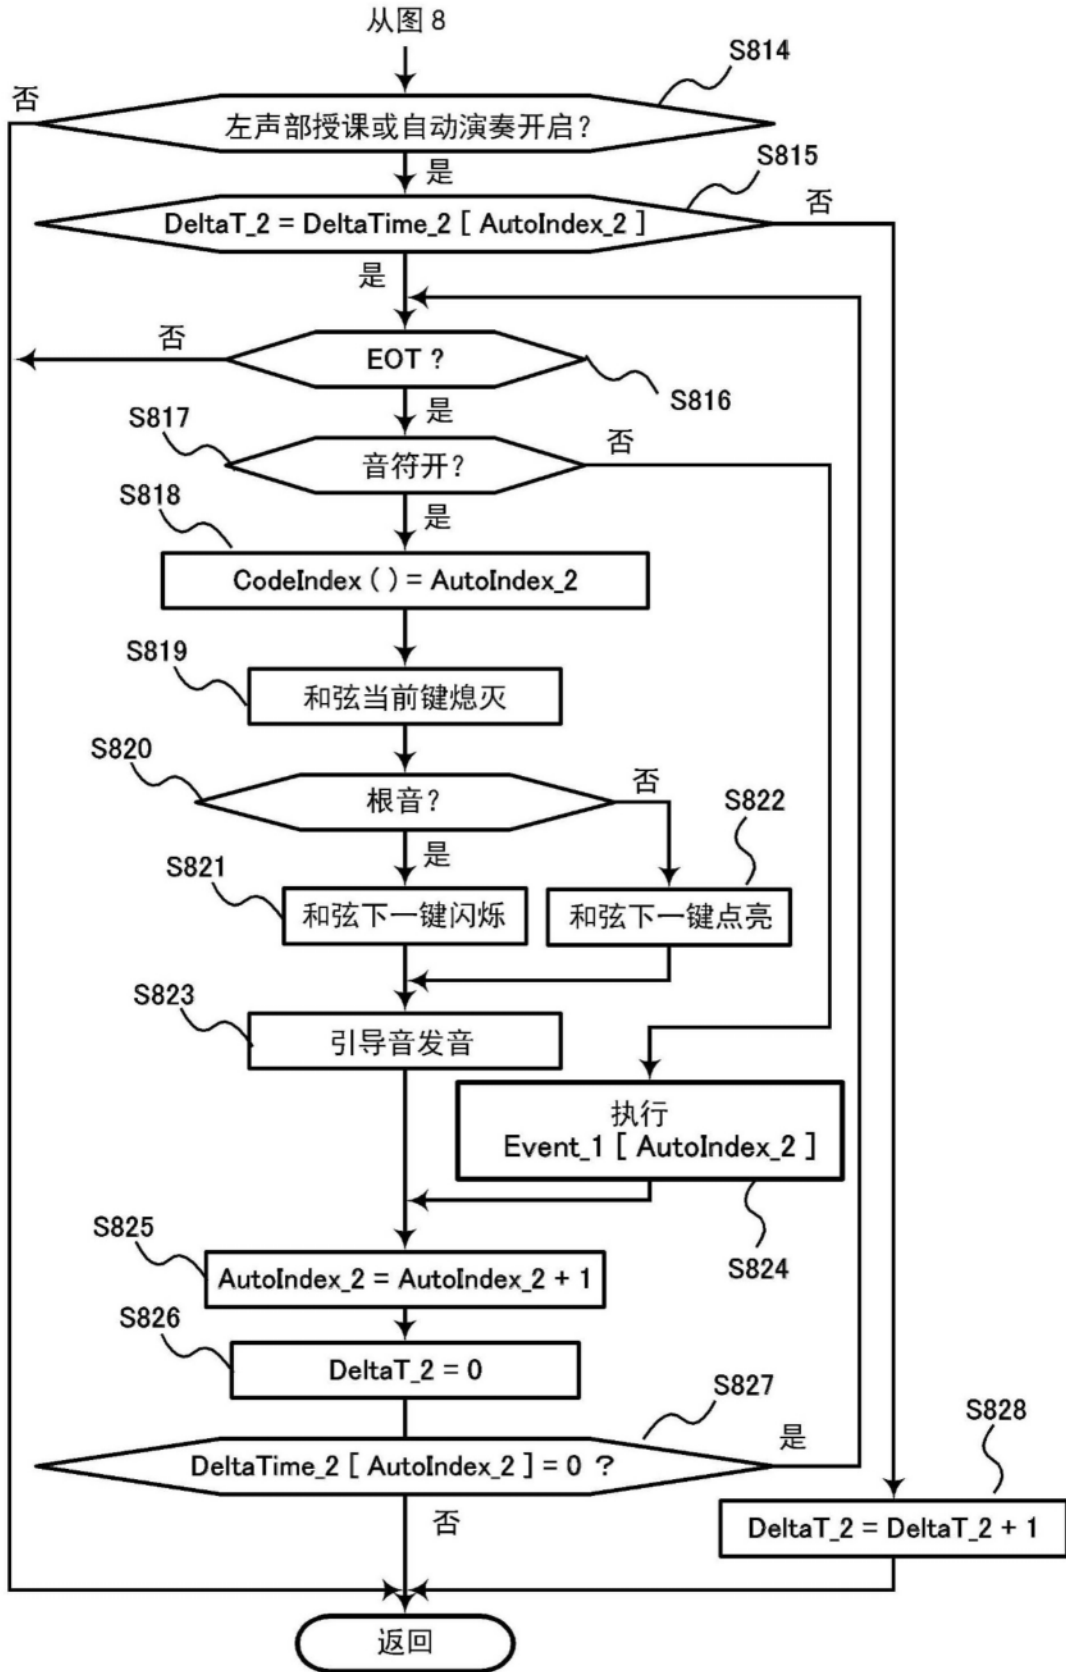 从图 8
S814
否
左声部授课或自动演奏开启？
是
S815
否
DeltaT_2 = DeltaTime_2 [ AutoIndex_2 ]
是
否
EOT ?
S816
是
S817
否
音符开？
S818
是
CodeIndex ( ) = AutoIndex_2
S819
和弦当前键熄灭
S820
否
根音？
S822
是
S821
和弦下一键闪烁
和弦下一键点亮
S823
引导音发音
执行
Event_1 [ AutoIndex_2 ]
S825
S824
AutoIndex_2 = AutoIndex_2 + 1
S826
DeltaT_2 = 0
S827
S828
是
DeltaTime_2 [ AutoIndex_2 ] = 0 ？
否
DeltaT_2 = DeltaT_2 + 1
返回